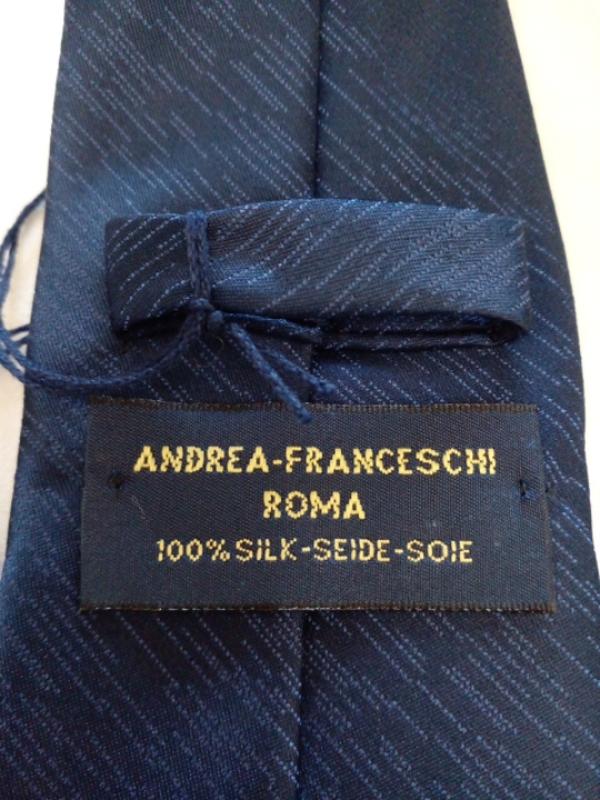 ANDREA-FRANCESCHI
ROMA
100% SILK-SEIDE-SOIE